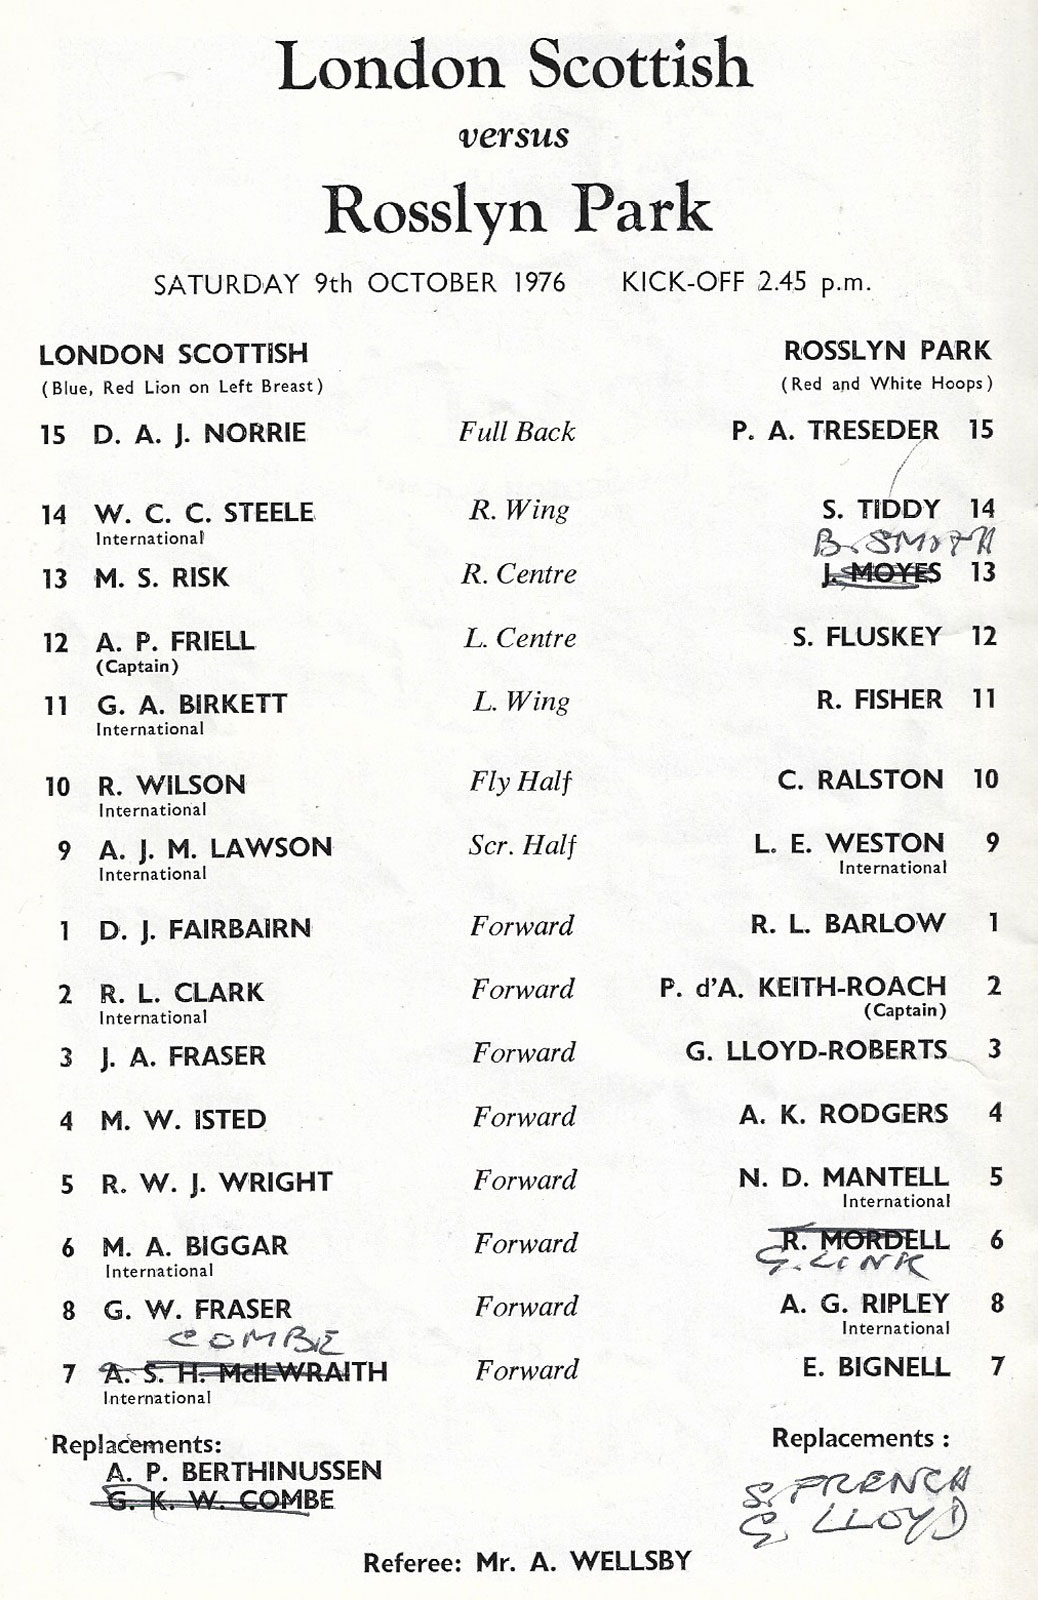 London Scottish
versus
Rosslyn Park
SATURDAY 9th OCTOBER 1976 KICK-OFF 2.45 p.m.
LONDON SCOTTISH ROSSLYN PARK
(Blue, Red Lion on Left Breast) (Red and White Hoops)
15 D. A. J. NORRIE Full Back P. A. TRESEDER 15
14 W. C. C. STEELE R. Wing S. TIDDY 14
International
B. SMITH
13 M. S. RISK R. Centre J. MOYES 13
12 A. P. FRIELL L. Centre S. FLUSKEY 12
(Captain)
11 G. A. BIRKETT L. Wing R. FISHER 11
International
10 R. WILSON Fly Half C. RALSTON 10
International
9 A. J. M. LAWSON Scr. Half L. E. WESTON 9
International International
1 D. J. FAIRBAIRN Forward R. L. BARLOW 1
2 R. L. CLARK Forward P. d'A. KEITH-ROACH 2
International (Captain)
3 J. A. FRASER Forward G. LLOYD-ROBERTS 3
4 M. W. ISTED Forward A. K. RODGERS 4
5 R. W. J. WRIGHT Forward N. D. MANTELL 5
International
6 M. A. BIGGAR Forward R. MORDELL 6
International G. LINK
8 G. W. FRASER Forward A. G. RIPLEY 8
International
COMBE
7 A. S. H. McILWRAITH Forward E. BIGNELL 7
International
Replacements: Replacements :
A. P. BERTHINUSSEN S. FRENCH
G. K. W. COMBE G. LLOYD
Referee: Mr. A. WELLSBY